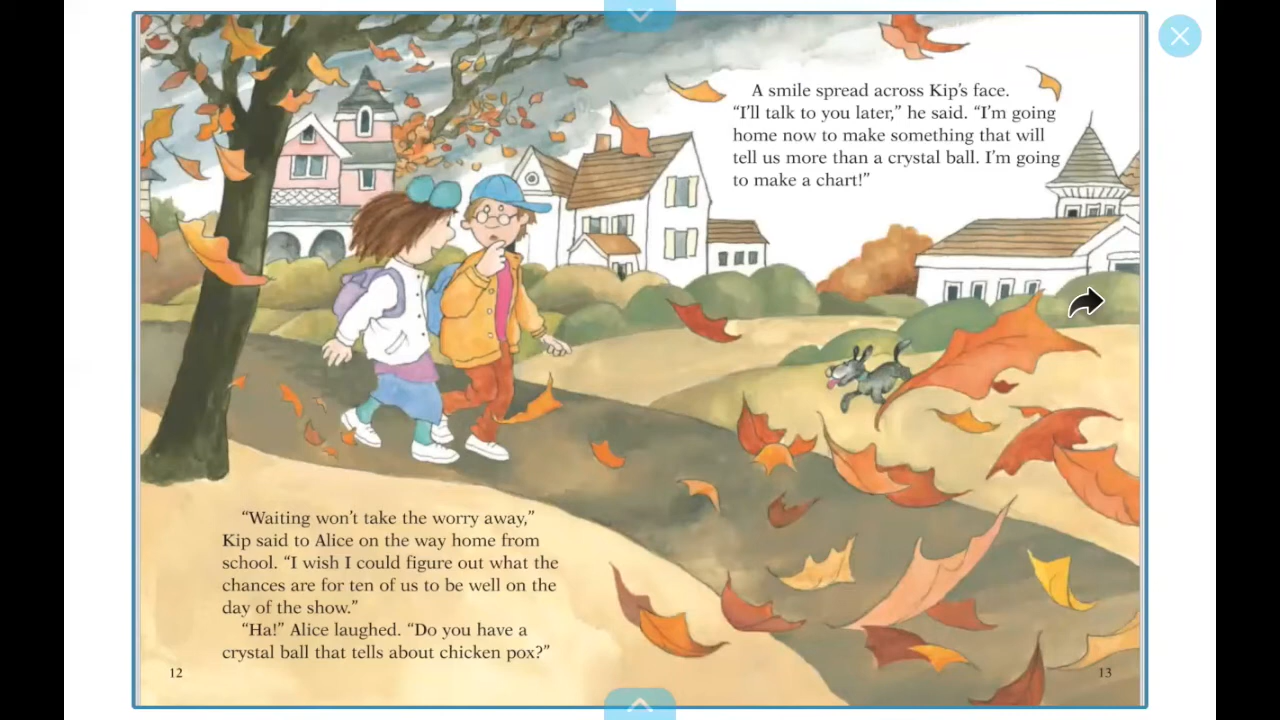 “Waiting won’t take the worry away,”
Kip said to Alice on the way home from
school. “I wish I could figure out what the
chances are for ten of us to be well on the
day of the show.”
“Ha!” Alice laughed. “Do you have a
crystal ball that tells about chicken pox?”
12
A smile spread across Kip’s face.
“I’ll talk to you later,” he said. “I’m going
home now to make something that will
tell us more than a crystal ball. I’m going
to make a chart!”
13